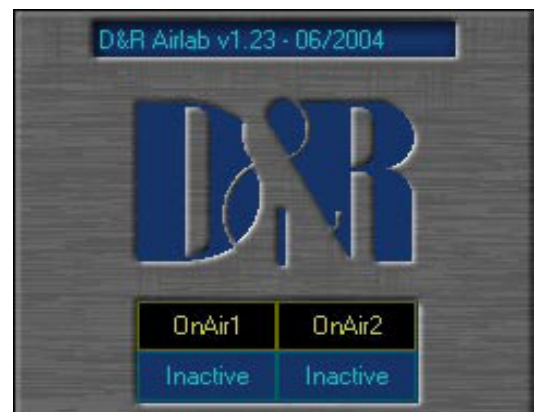 D&R Airlab v1.23 - 06/2004
D&R
OnAir1 OnAir2
Inactive Inactive